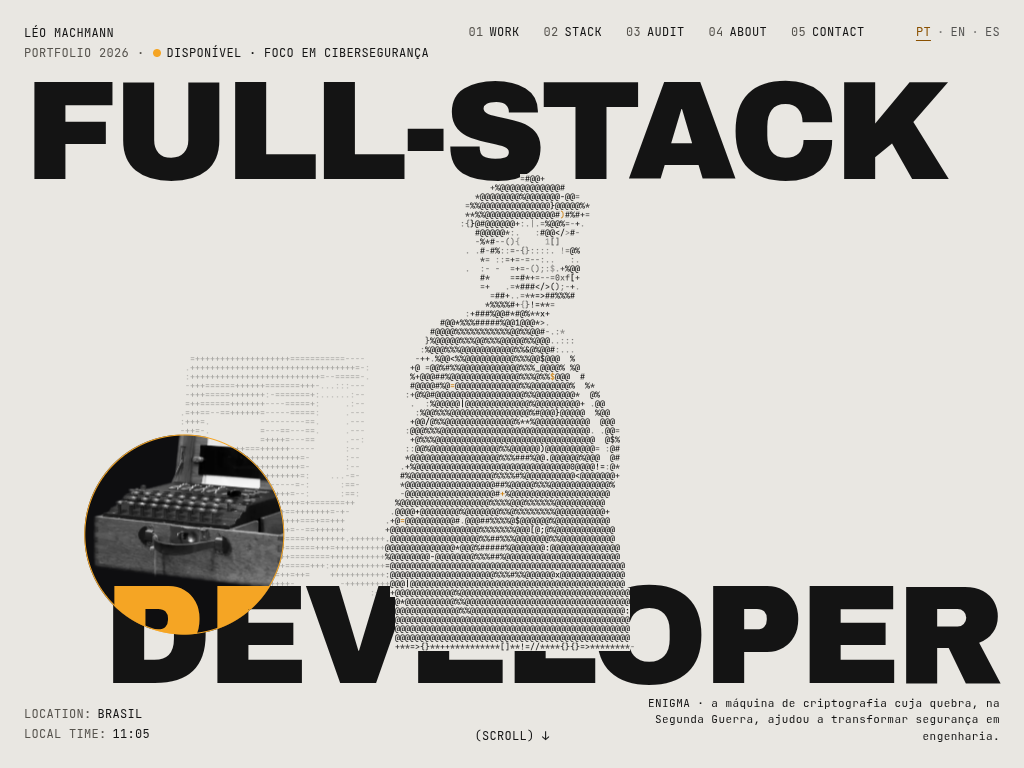 LÉO MACHMANN
PORTFOLIO 2026 · DISPONÍVEL · FOCO EM CIBERSEGURANÇA
01 WORK 02 STACK 03 AUDIT 04 ABOUT 05 CONTACT PT · EN · ES
FULL-STACK
DEVELOPER
LOCATION: BRASIL
LOCAL TIME: 11:05
(SCROLL) ↓
ENIGMA · a máquina de criptografia cuja quebra, na
Segunda Guerra, ajudou a transformar segurança em
engenharia.